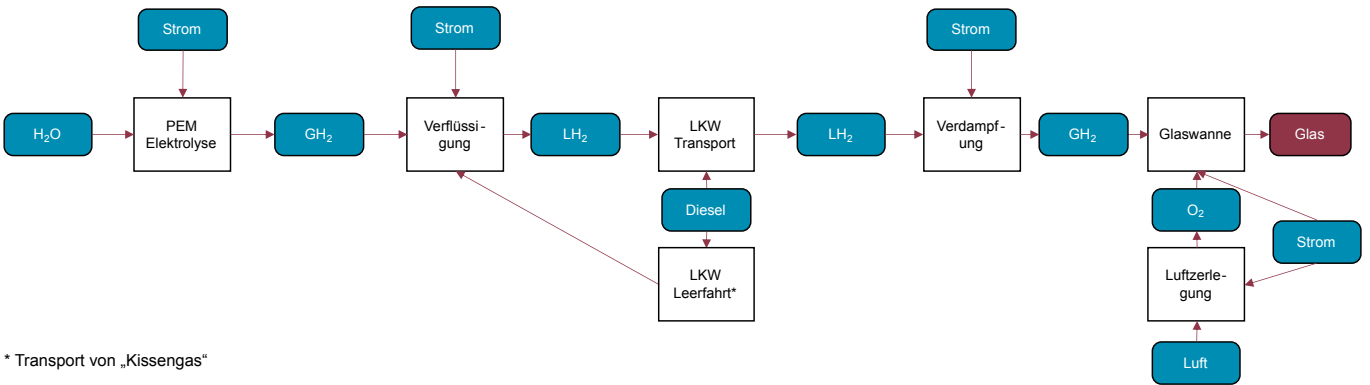 Strom
Strom
Strom
H₂O
PEM
Elektrolyse
GH₂
Verflüssi-
gung
LH₂
LKW
Transport
LH₂
Verdampf-
ung
GH₂
Glaswanne
Glas
Diesel
O₂
Strom
LKW
Leerfahrt*
Luftzerle-
gung
* Transport von „Kissengas“
Luft